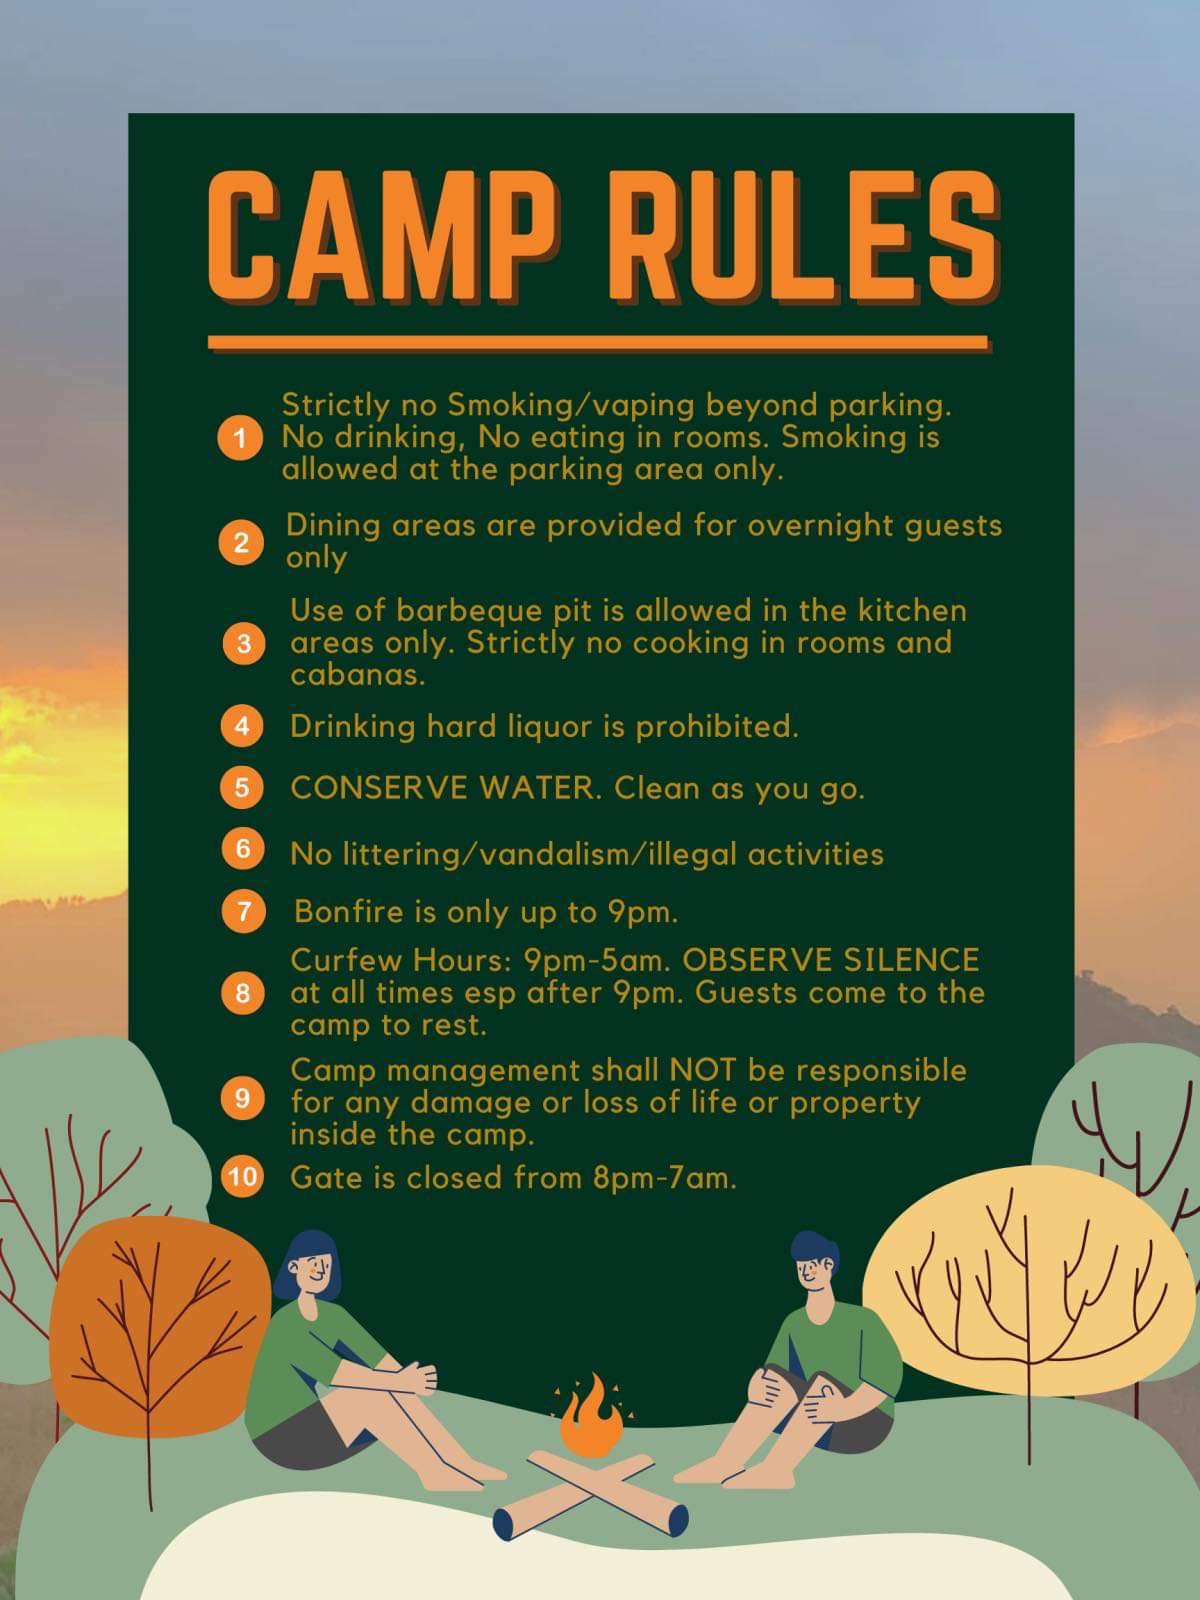 CAMP RULES
1
Strictly no Smoking/vaping beyond parking.
No drinking, No eating in rooms. Smoking is
allowed at the parking area only.
2
Dining areas are provided for overnight guests
only
3
Use of barbeque pit is allowed in the kitchen
areas only. Strictly no cooking in rooms and
cabanas.
4
Drinking hard liquor is prohibited.
5
CONSERVE WATER. Clean as you go.
6
No littering/vandalism/illegal activities
7
Bonfire is only up to 9pm.
8
Curfew Hours: 9pm-5am. OBSERVE SILENCE
at all times esp after 9pm. Guests come to the
camp to rest.
9
Camp management shall NOT be responsible
for any damage or loss of life or property
inside the camp.
10
Gate is closed from 8pm-7am.